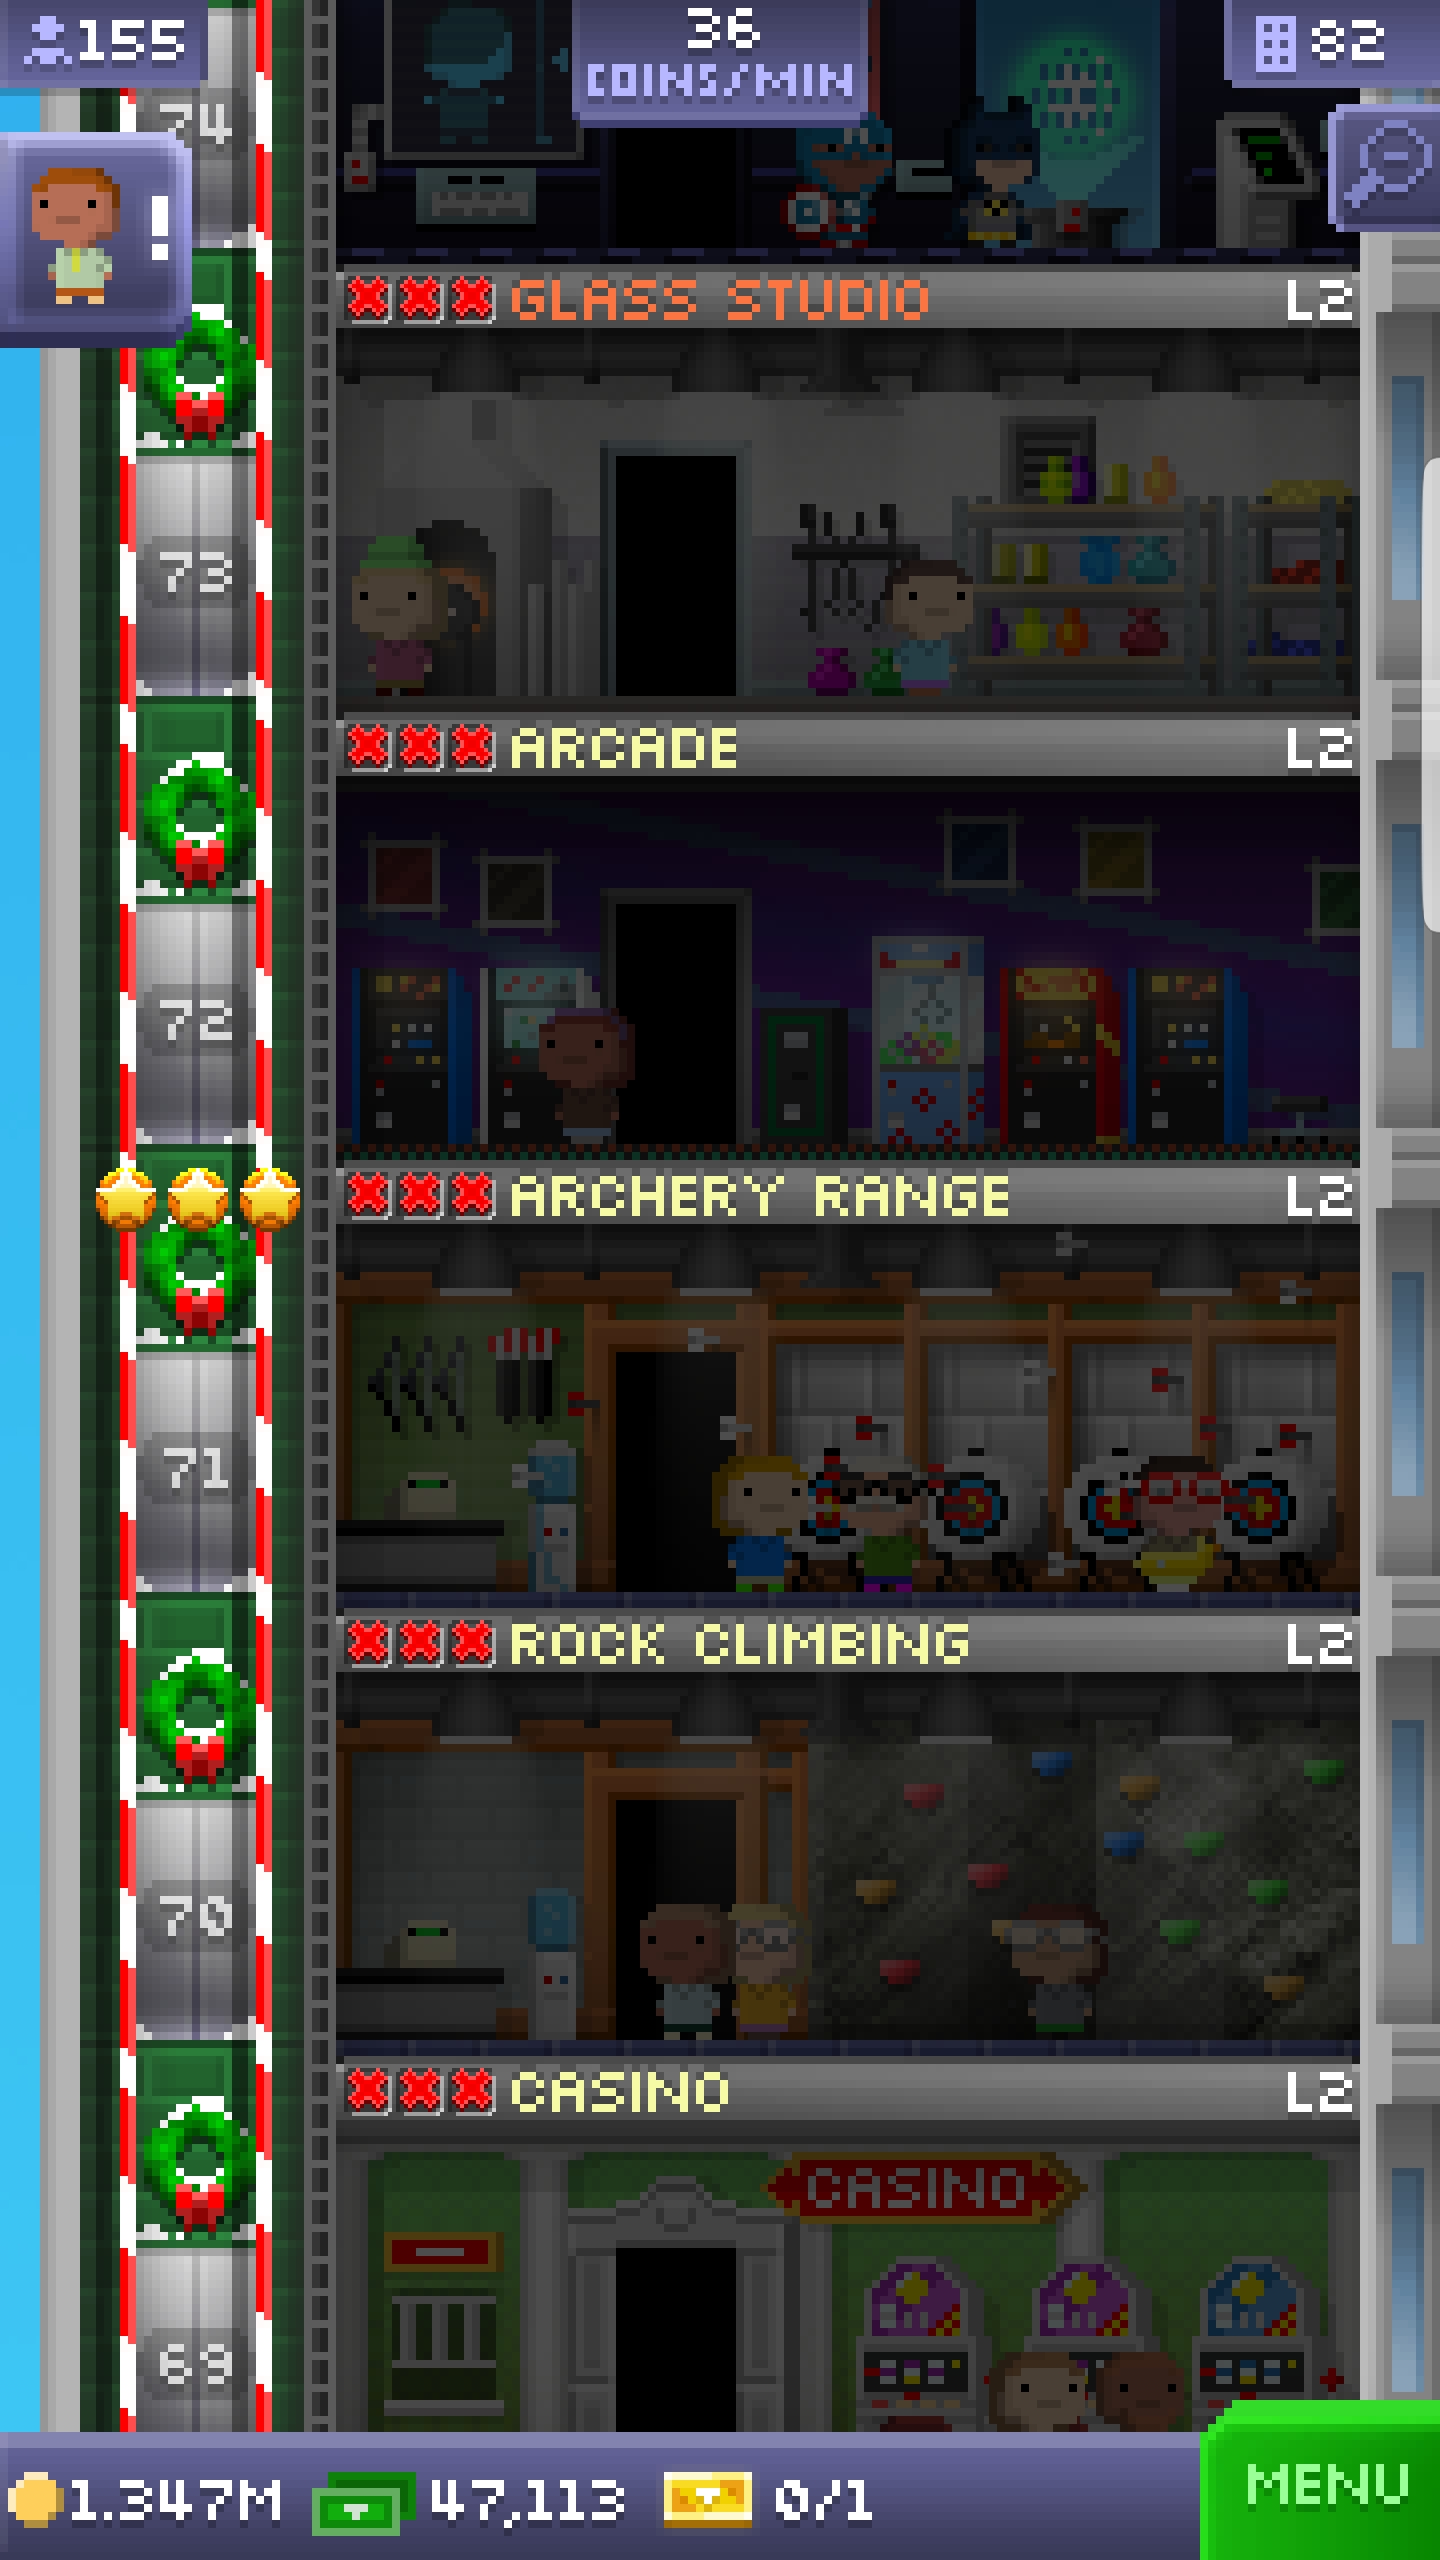 155
36
COINS/MIN
82
74
!
GLASS STUDIO L2
73
ARCADE L2
72
ARCHERY RANGE L2
71
ROCK CLIMBING L2
70
CASINO L2
CASINO
69
1.347M 47,113 0/1 MENU